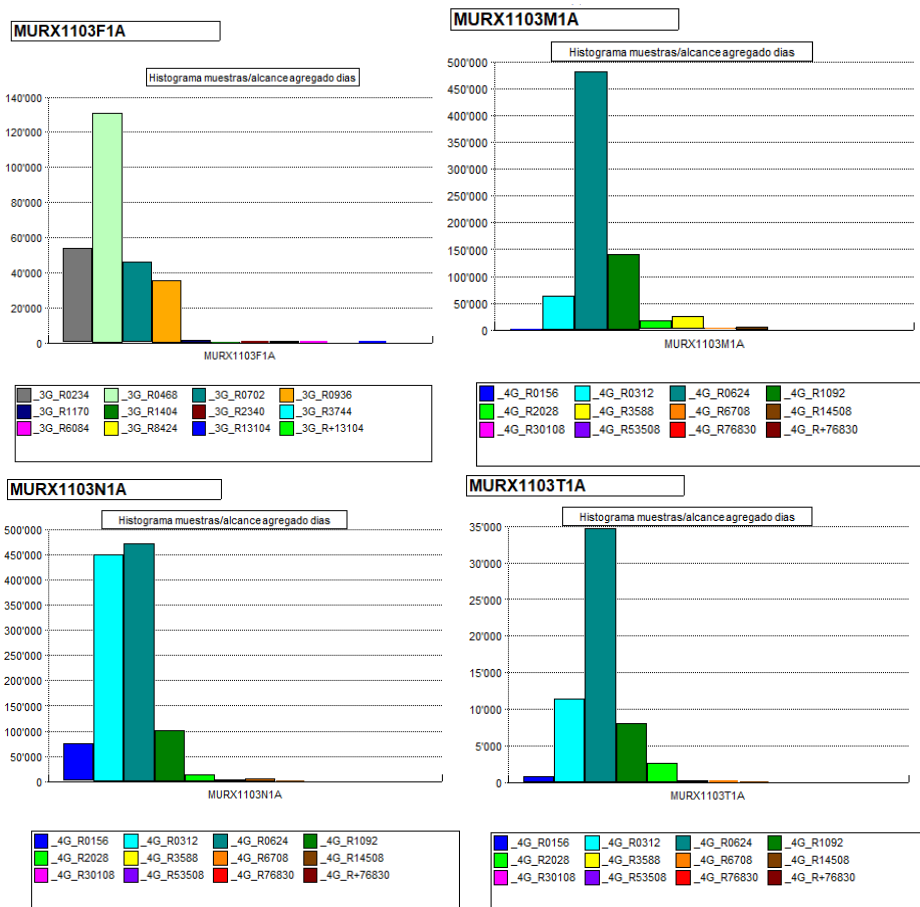 MURX1103F1A
Histograma muestras/alcance agregado dias
140'000
120'000
100'000
80'000
60'000
40'000
20'000
0
MURX1103F1A
_3G_R0234 _3G_R0468 _3G_R0702 _3G_R0936
_3G_R1170 _3G_R1404 _3G_R2340 _3G_R3744
_3G_R6084 _3G_R8424 _3G_R13104 _3G_R+13104
MURX1103M1A
Histograma muestras/alcance agregado dias
500'000
450'000
400'000
350'000
300'000
250'000
200'000
150'000
100'000
50'000
0
MURX1103M1A
_4G_R0156 _4G_R0312 _4G_R0624 _4G_R1092
_4G_R2028 _4G_R3588 _4G_R6708 _4G_R14508
_4G_R30108 _4G_R53508 _4G_R76830 _4G_R+76830
MURX1103N1A
Histograma muestras/alcance agregado dias
500'000
450'000
400'000
350'000
300'000
250'000
200'000
150'000
100'000
50'000
0
MURX1103N1A
_4G_R0156 _4G_R0312 _4G_R0624 _4G_R1092
_4G_R2028 _4G_R3588 _4G_R6708 _4G_R14508
_4G_R30108 _4G_R53508 _4G_R76830 _4G_R+76830
MURX1103T1A
Histograma muestras/alcance agregado dias
35'000
30'000
25'000
20'000
15'000
10'000
5'000
0
MURX1103T1A
_4G_R0156 _4G_R0312 _4G_R0624 _4G_R1092
_4G_R2028 _4G_R3588 _4G_R6708 _4G_R14508
_4G_R30108 _4G_R53508 _4G_R76830 _4G_R+76830